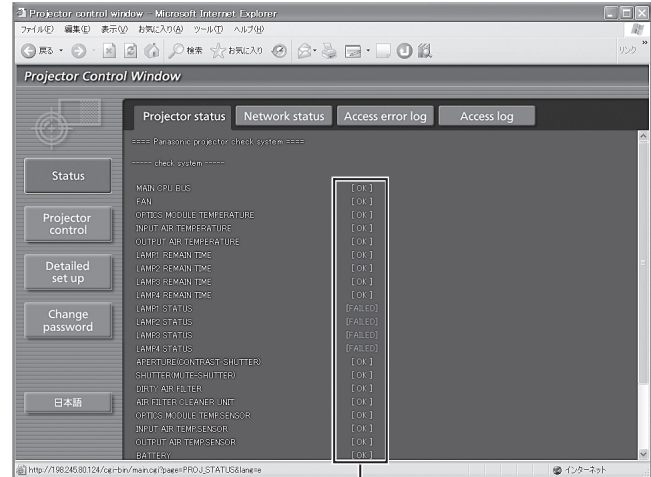 Projector control window - Microsoft Internet Explorer
ファイル(F) 編集(E) 表示(V) お気に入り(A) ツール(T) ヘルプ(H)
戻る 検索 お気に入り リンク »
Projector Control Window
Projector status Network status Access error log Access log
==== Panasonic projector check system ====
----- check system -----
MAIN CPU BUS [ OK ]
FAN [ OK ]
OPTICS MODULE TEMPERATURE [ OK ]
INPUT AIR TEMPERATURE [ OK ]
OUTPUT AIR TEMPERATURE [ OK ]
LAMP1 REMAIN TIME [ OK ]
LAMP2 REMAIN TIME [ OK ]
LAMP3 REMAIN TIME [ OK ]
LAMP4 REMAIN TIME [ OK ]
LAMP1 STATUS [FAILED]
LAMP2 STATUS [FAILED]
LAMP3 STATUS [FAILED]
LAMP4 STATUS [FAILED]
APERTURE(CONTRAST-SHUTTER) [ OK ]
SHUTTER(MUTE-SHUTTER) [ OK ]
DIRTY AIR FILTER [ OK ]
AIR FILTER CLEANER UNIT [ OK ]
OPTICS MODULE TEMP.SENSOR [ OK ]
INPUT AIR TEMP.SENSOR [ OK ]
OUTPUT AIR TEMP.SENSOR [ OK ]
BATTERY [ OK ]
Status
Projector
control
Detailed
set up
Change
password
日本語
http://198.245.80.124/cgi-bin/main.cgi?page=PROJ_STATUS&lang=e インターネット